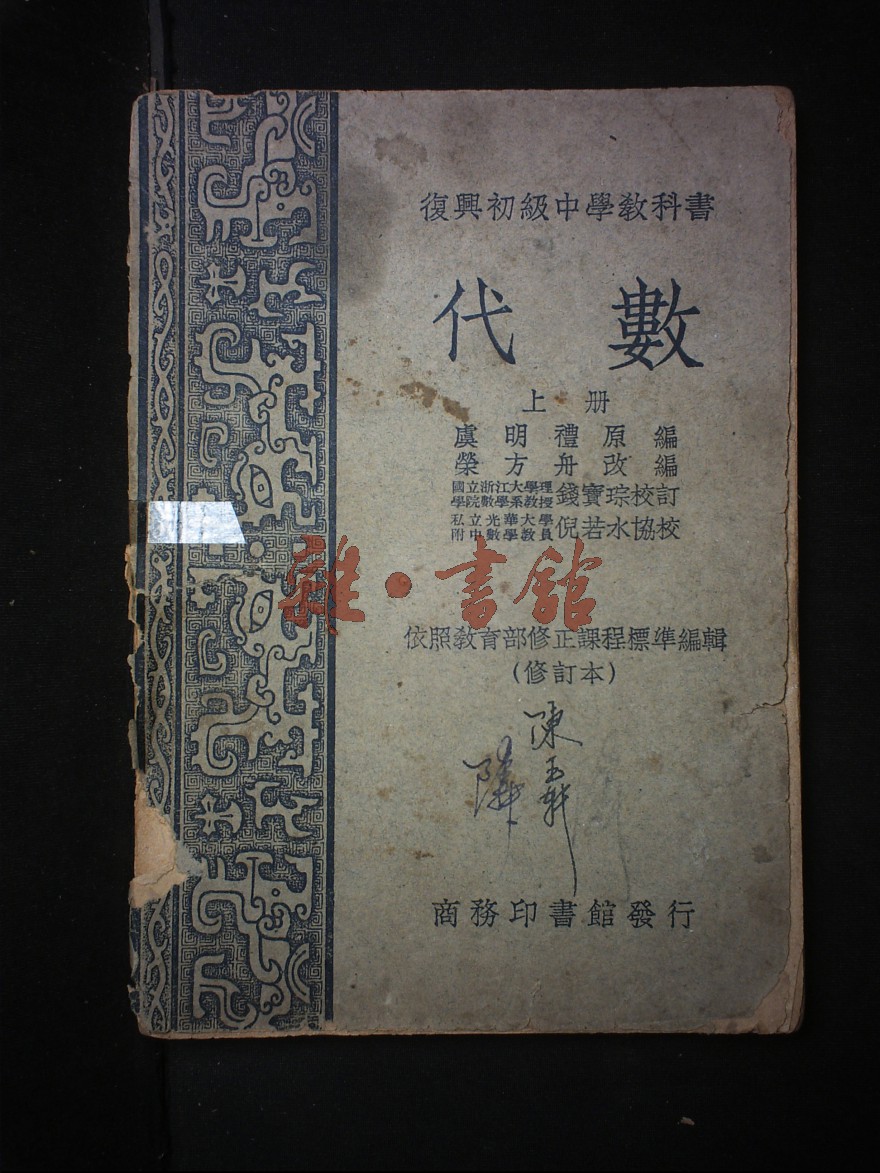 復興初級中學教科書
代數
上册
虞明禮原編
榮方舟改編
國立浙江大學理學院數學系教授 錢寶琮校訂
私立光華大學附中數學教員 倪若水協校
雜·書館
依照教育部修正課程標準編輯
(修訂本)
陳
商務印書館發行